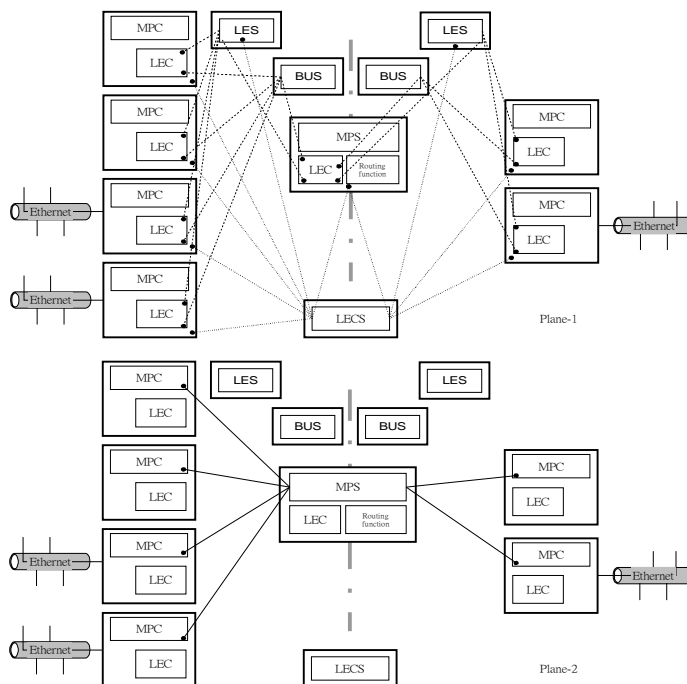 MPC
LES
LES
LEC
BUS
BUS
MPC
MPC
MPS
LEC
LEC
LEC
Routing
function
MPC
MPC
Ethernet
LEC
LEC
Ethernet
MPC
Ethernet
LEC
LECS
Plane-1
MPC
LES
LES
LEC
BUS
BUS
MPC
MPC
MPS
LEC
LEC
LEC
Routing
function
MPC
MPC
Ethernet
LEC
LEC
Ethernet
MPC
Ethernet
LEC
LECS
Plane-2